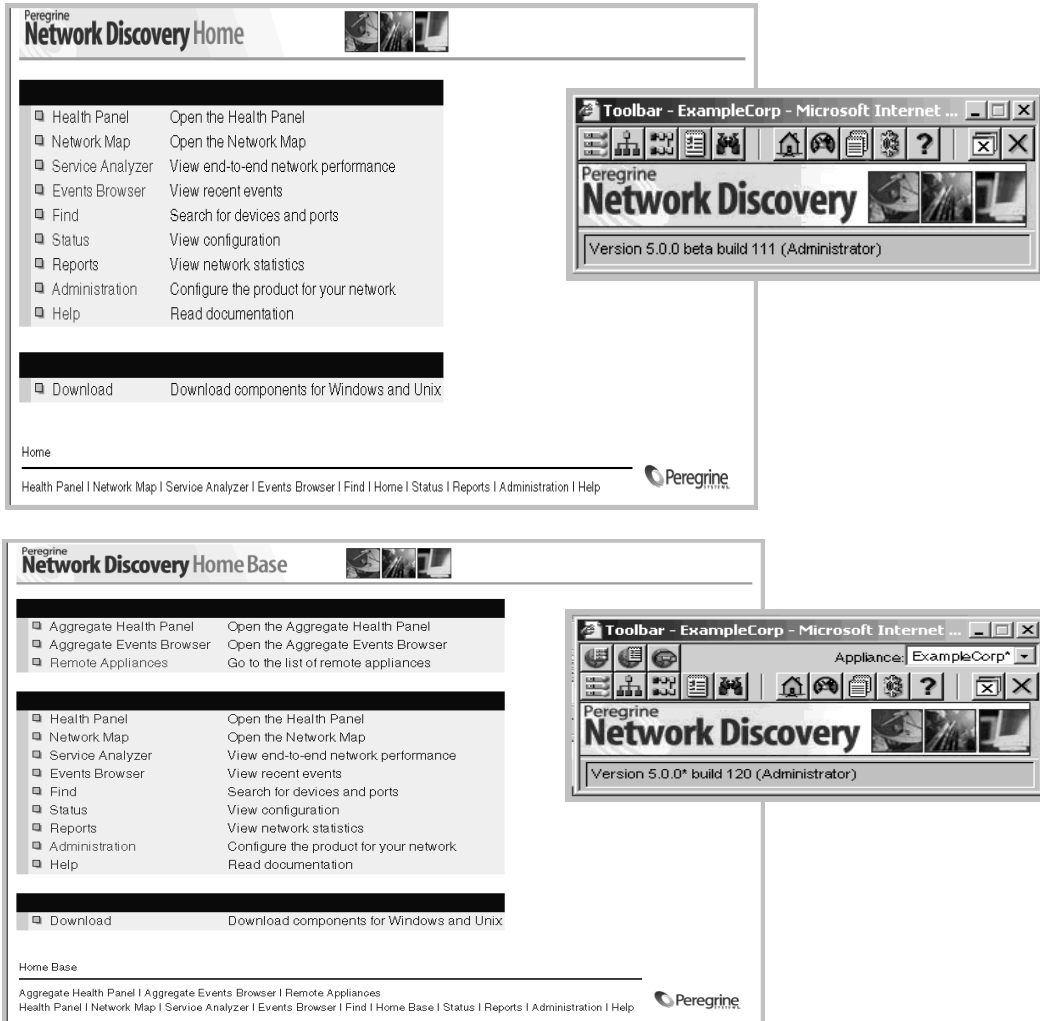 Peregrine
Network Discovery Home
Health Panel Open the Health Panel
Network Map Open the Network Map
Service Analyzer View end-to-end network performance
Events Browser View recent events
Find Search for devices and ports
Status View configuration
Reports View network statistics
Administration Configure the product for your network
Help Read documentation
Download Download components for Windows and Unix
Home
Health Panel | Network Map | Service Analyzer | Events Browser | Find | Home | Status | Reports | Administration | Help
Peregrine
SYSTEMS
Toolbar - ExampleCorp - Microsoft Internet ...
Peregrine
Network Discovery
Version 5.0.0 beta build 111 (Administrator)
Peregrine
Network Discovery Home Base
Aggregate Health Panel Open the Aggregate Health Panel
Aggregate Events Browser Open the Aggregate Events Browser
Remote Appliances Go to the list of remote appliances
Health Panel Open the Health Panel
Network Map Open the Network Map
Service Analyzer View end-to-end network performance
Events Browser View recent events
Find Search for devices and ports
Status View configuration
Reports View network statistics
Administration Configure the product for your network
Help Read documentation
Download Download components for Windows and Unix
Home Base
Aggregate Health Panel | Aggregate Events Browser | Remote Appliances
Health Panel | Network Map | Service Analyzer | Events Browser | Find | Home Base | Status | Reports | Administration | Help
Peregrine
SYSTEMS
Toolbar - ExampleCorp - Microsoft Internet ...
Appliance: ExampleCorp*
Peregrine
Network Discovery
Version 5.0.0* build 120 (Administrator)